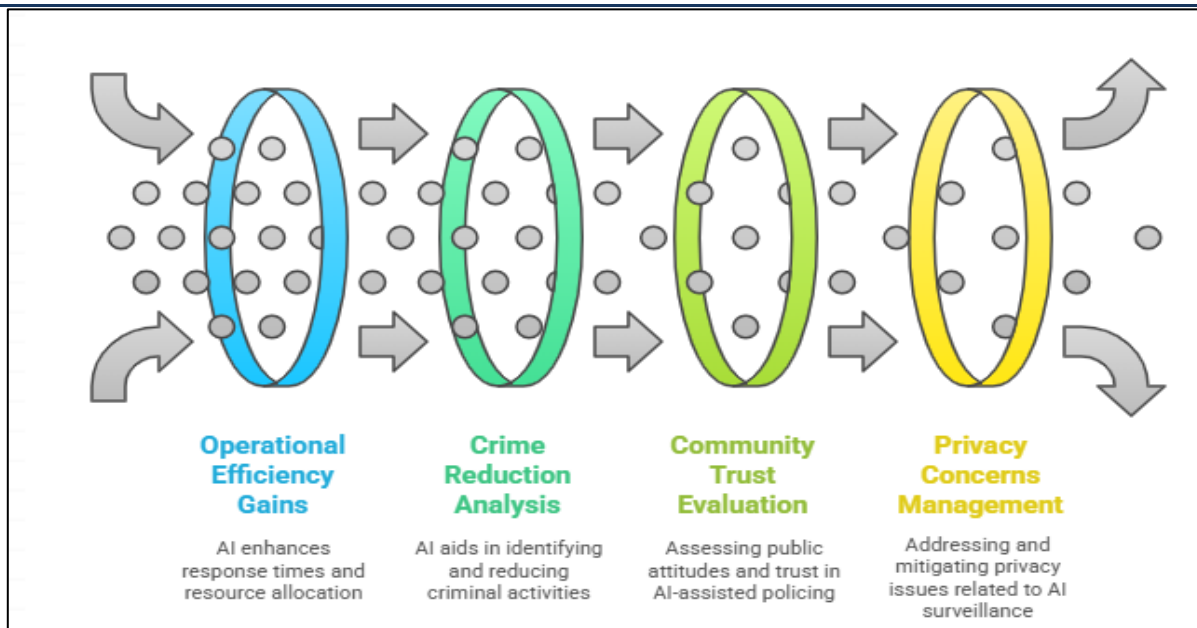 Operational
Efficiency
Gains
AI enhances
response times and
resource allocation
Crime
Reduction
Analysis
AI aids in identifying
and reducing
criminal activities
Community
Trust
Evaluation
Assessing public
attitudes and trust in
AI-assisted policing
Privacy
Concerns
Management
Addressing and
mitigating privacy
issues related to AI
surveillance